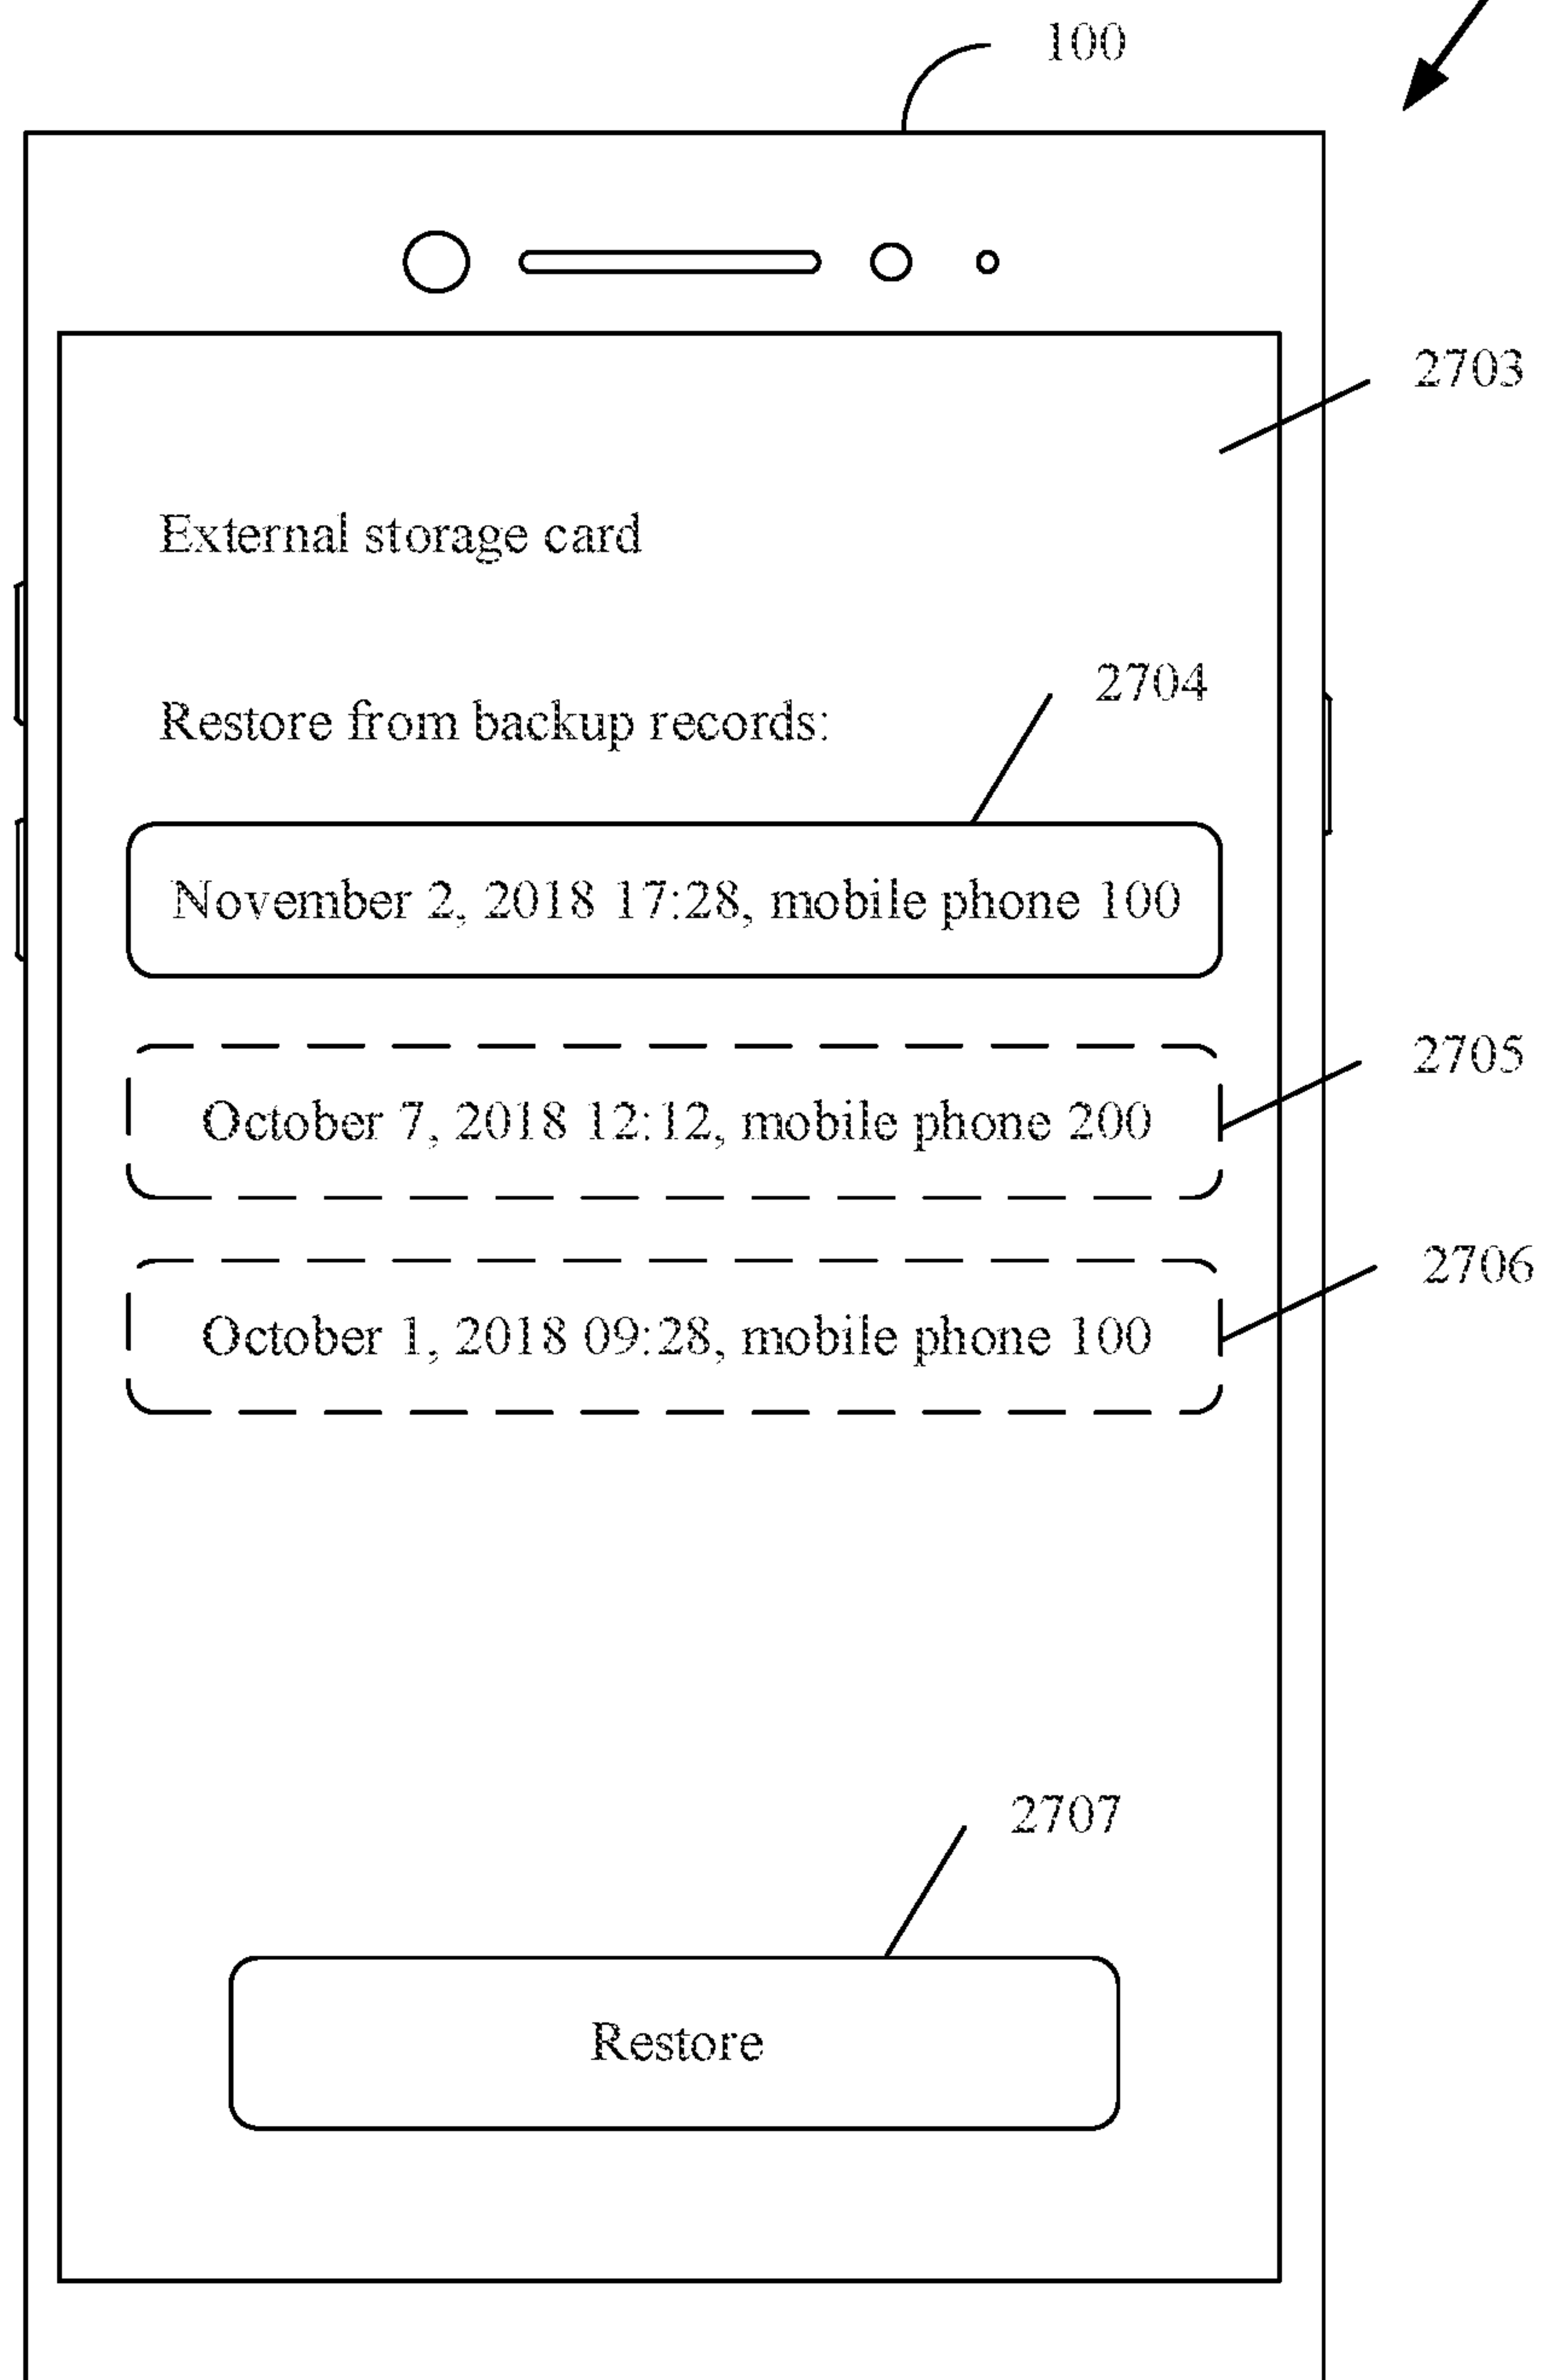 100
2703
External storage card
2704
Restore from backup records:
November 2, 2018 17:28, mobile phone 100
2705
October 7, 2018 12:12, mobile phone 200
2706
October 1, 2018 09:28, mobile phone 100
2707
Restore